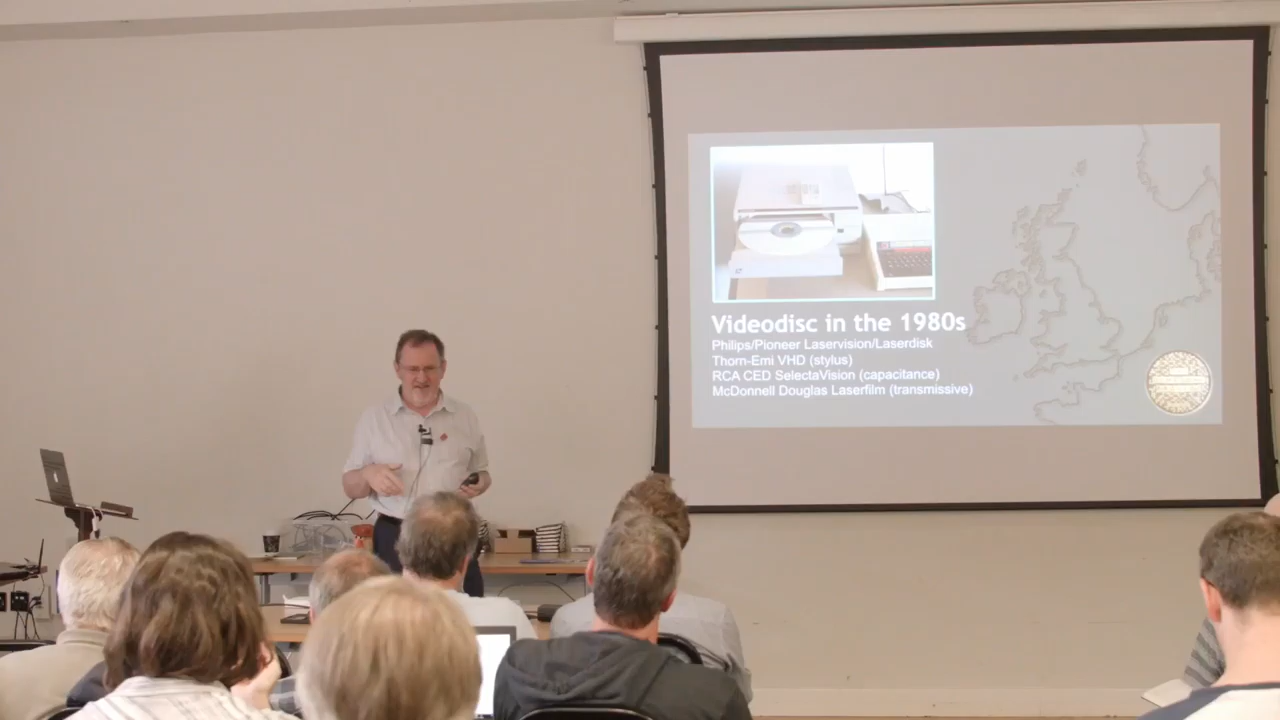 Videodisc in the 1980s
Philips/Pioneer Laservision/Laserdisk
Thorn-Emi VHD (stylus)
RCA CED SelectaVision (capacitance)
McDonnell Douglas Laserfilm (transmissive)